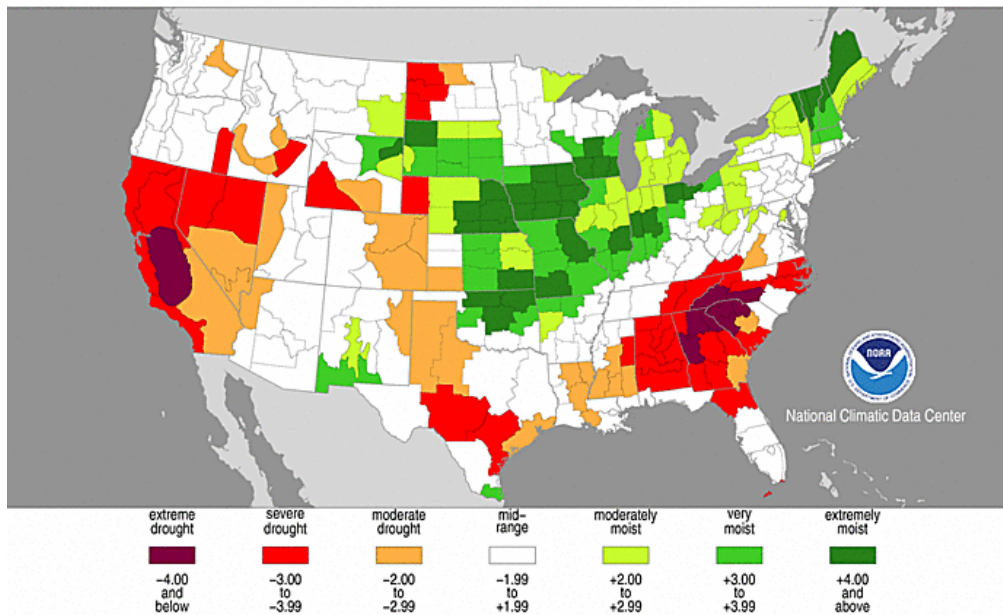 NOAA
National Climatic Data Center
extreme drought
severe drought
moderate drought
mid-range
moderately moist
very moist
extremely moist
-4.00 and below
-3.00 to -3.99
-2.00 to -2.99
-1.99 to +1.99
+2.00 to +2.99
+3.00 to +3.99
+4.00 and above